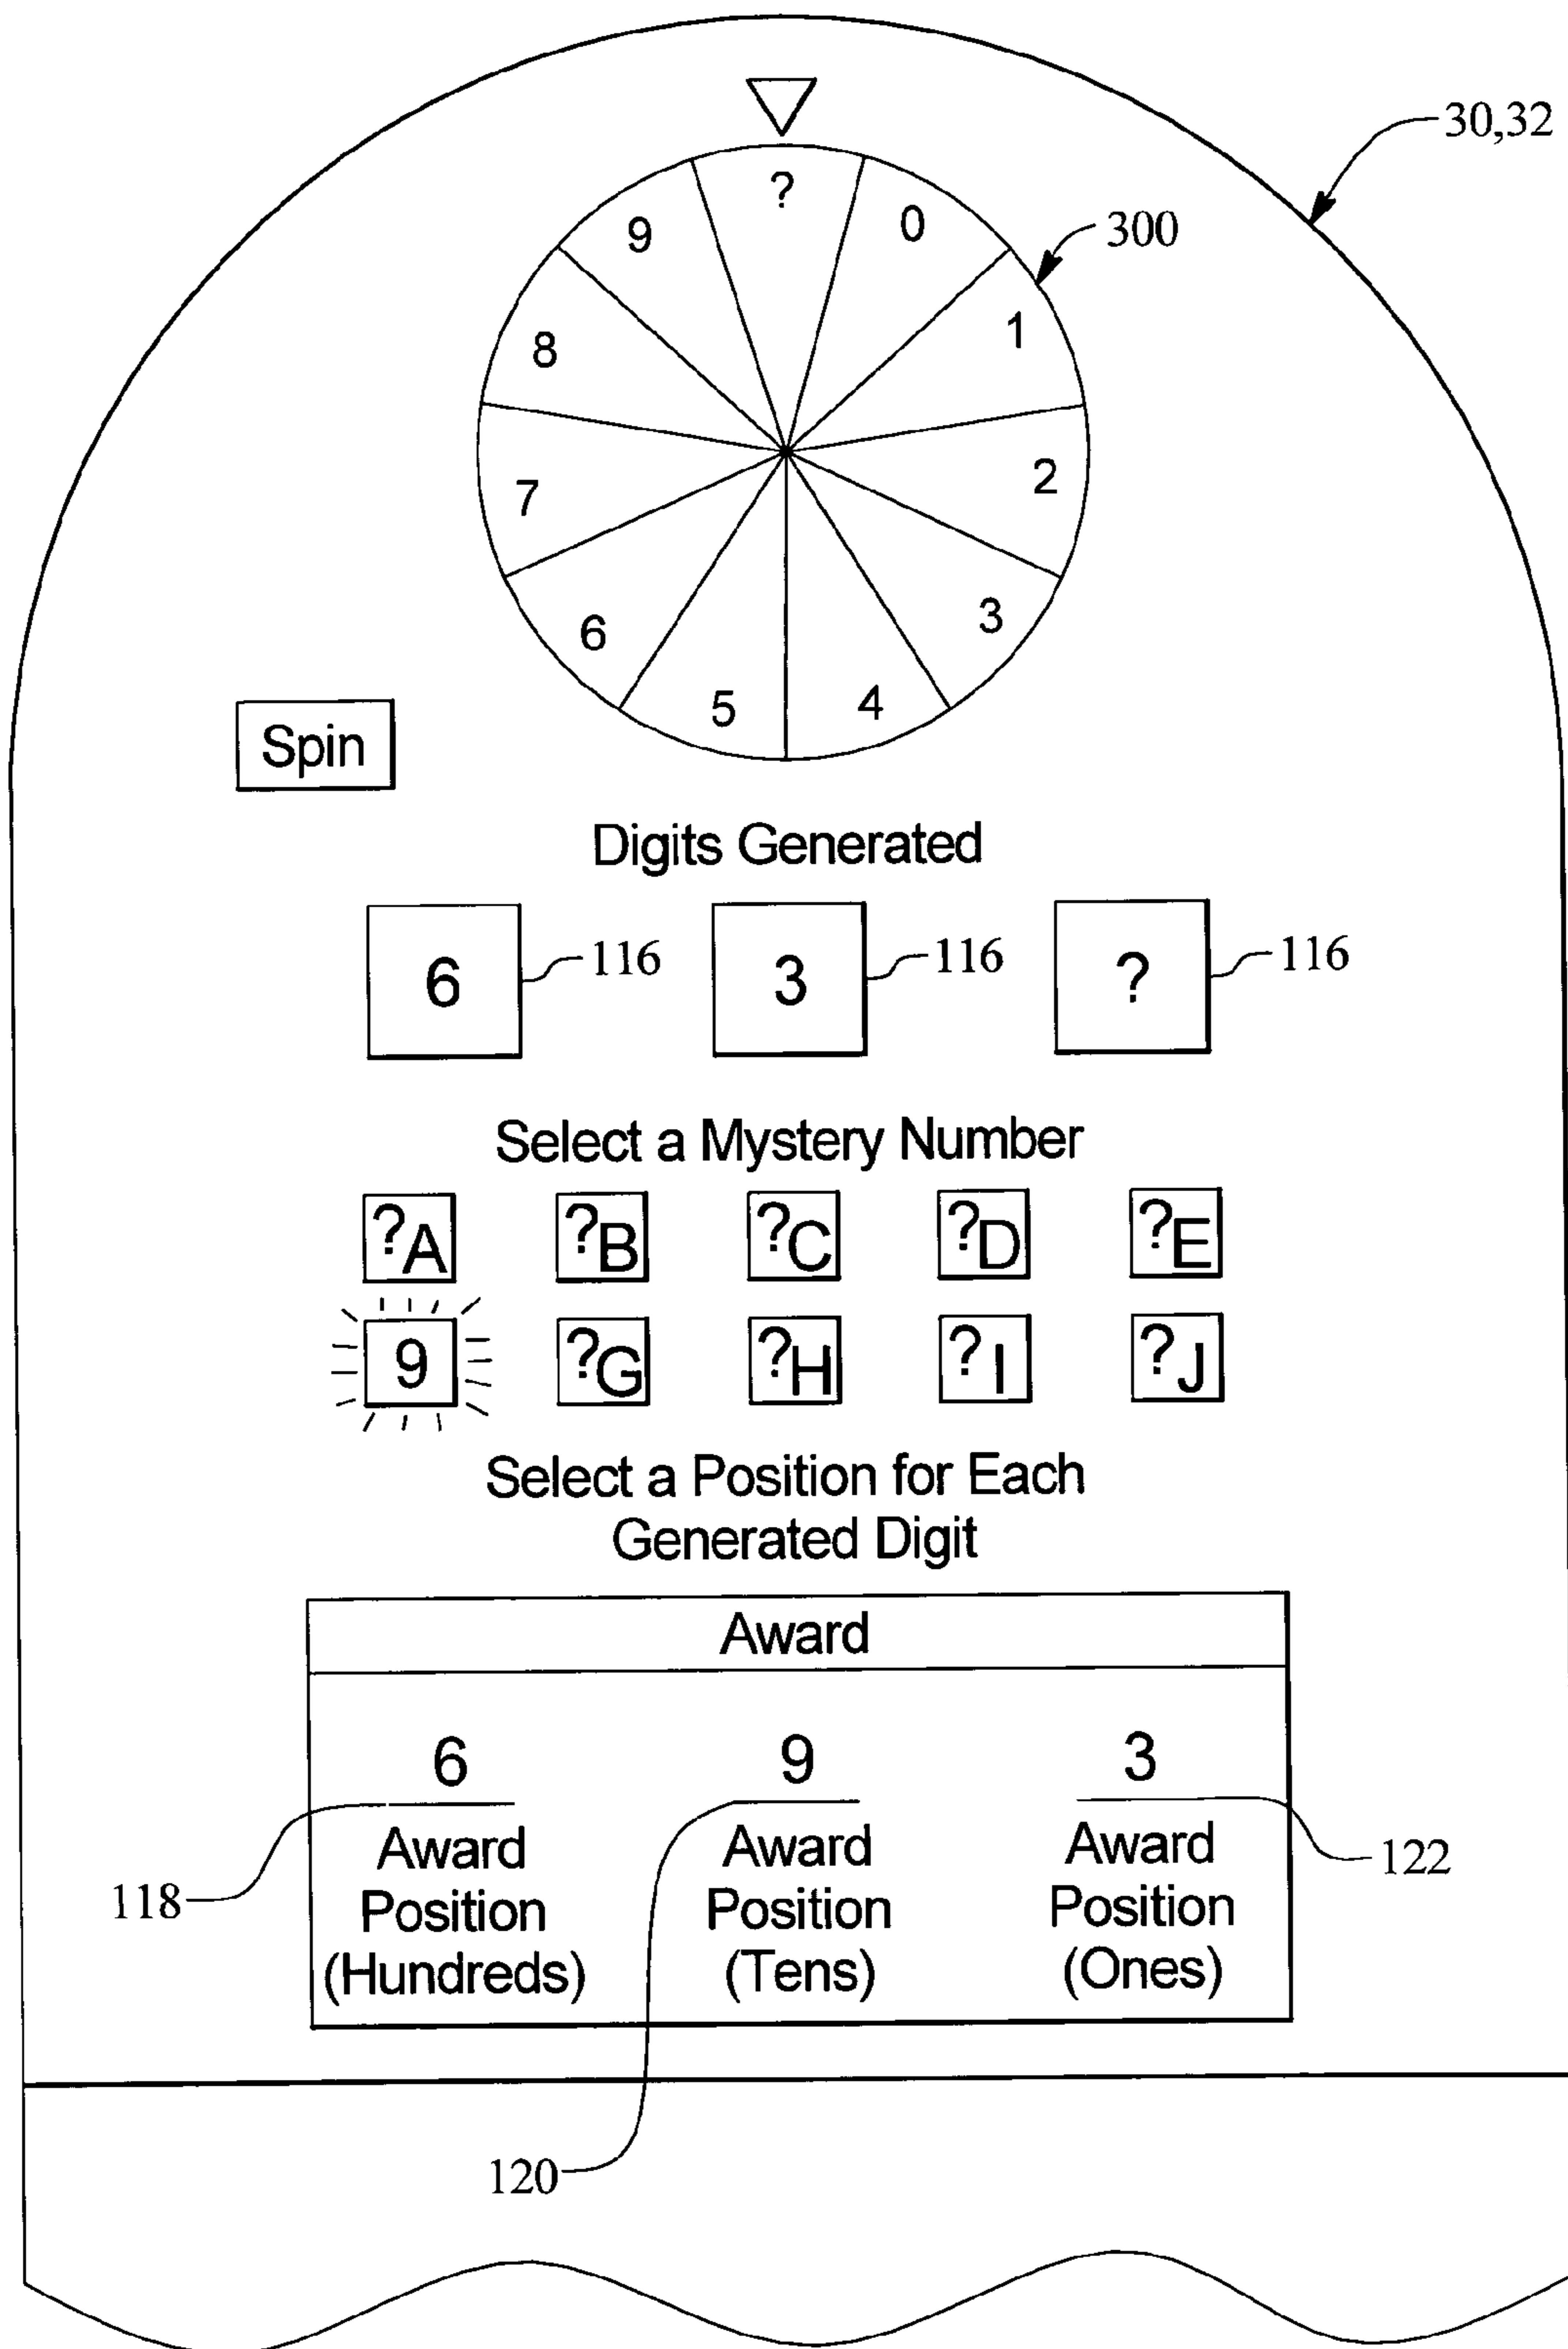 30,32
?
9 0
300
8 1
7 2
6 3
5 4
Spin
Digits Generated
6 116 3 116 ? 116
Select a Mystery Number
?A ?B ?C ?D ?E
9 ?G ?H ?I ?J
Select a Position for Each
Generated Digit
Award
6 9 3
Award Award Award
Position Position Position
(Hundreds) (Tens) (Ones)
118 122
120